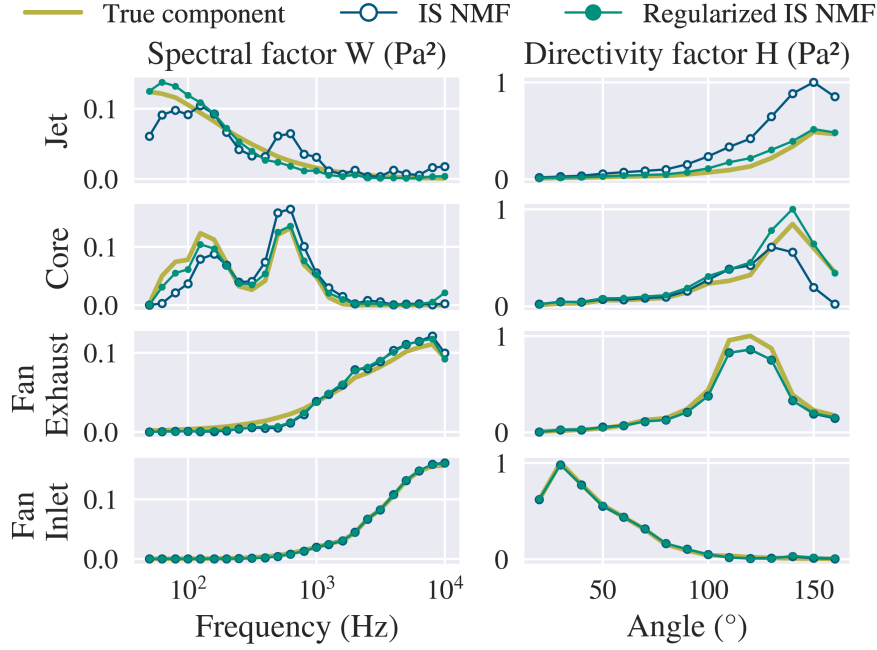 True component IS NMF Regularized IS NMF
Spectral factor W (Pa²) Directivity factor H (Pa²)
Jet
0.1
0.0
1
0
Core
0.1
0.0
1
0
Fan
Exhaust
0.1
0.0
1
0
Fan
Inlet
0.1
0.0
1
0
10² 10³ 10⁴
50 100 150
Frequency (Hz) Angle (°)